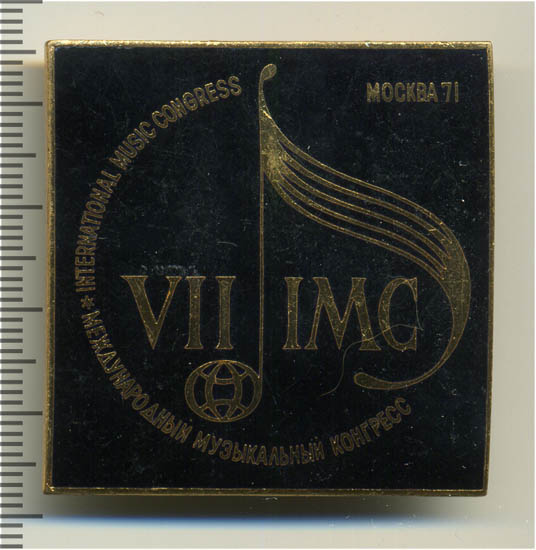 МОСКВА 71
INTERNATIONAL MUSIC CONGRESS
VII IMC
★ МЕЖДУНАРОДНЫЙ МУЗЫКАЛЬНЫЙ КОНГРЕСС